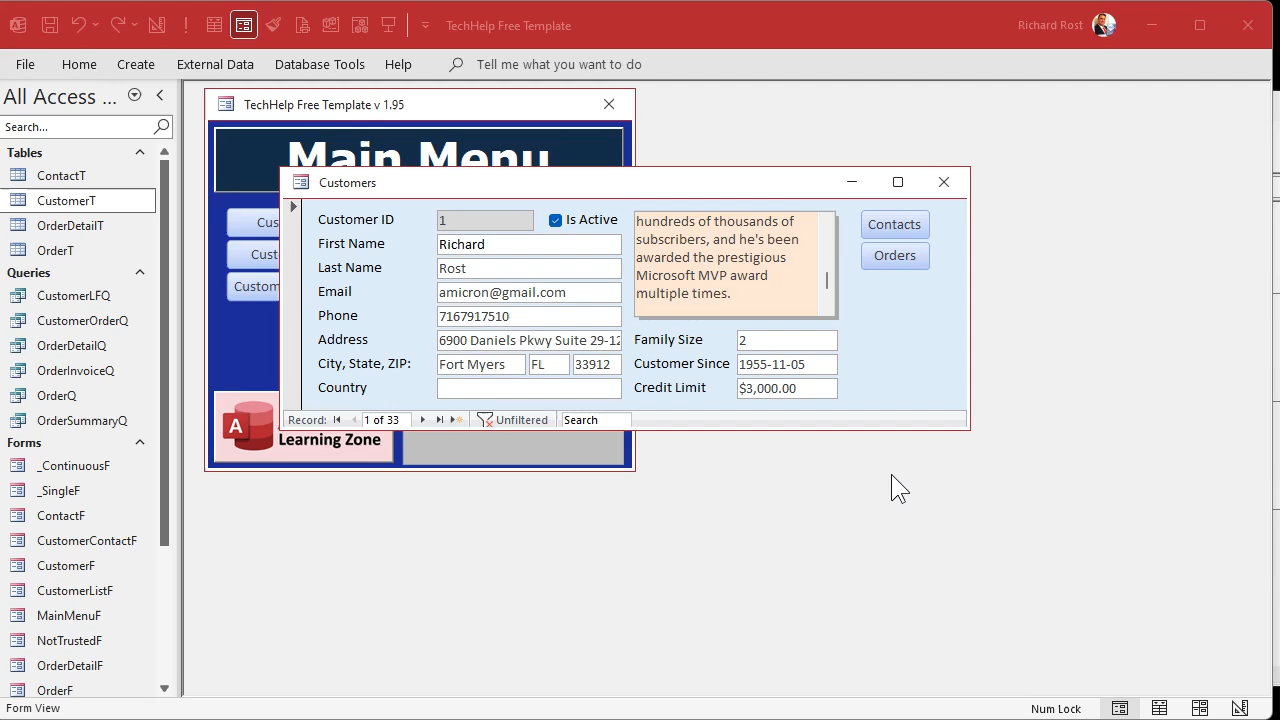 TechHelp Free Template
Richard Rost
File Home Create External Data Database Tools Help Tell me what you want to do
All Access ...
Search...
Tables
ContactT
CustomerT
OrderDetailT
OrderT
Queries
CustomerLFQ
CustomerOrderQ
OrderDetailQ
OrderInvoiceQ
OrderQ
OrderSummaryQ
Forms
_ContinuousF
_SingleF
ContactF
CustomerContactF
CustomerF
CustomerListF
MainMenuF
NotTrustedF
OrderDetailF
OrderF
TechHelp Free Template v 1.95
Main Menu
Cus
Cust
Custom
A
Learning Zone
Customers
Customer ID 1 Is Active
First Name Richard
Last Name Rost
Email amicron@gmail.com
Phone 7167917510
Address 6900 Daniels Pkwy Suite 29-12
City, State, ZIP: Fort Myers FL 33912
Country
hundreds of thousands of
subscribers, and he's been
awarded the prestigious
Microsoft MVP award
multiple times.
Family Size 2
Customer Since 1955-11-05
Credit Limit $3,000.00
Contacts
Orders
Record: 1 of 33 Unfiltered Search
Form View
Num Lock